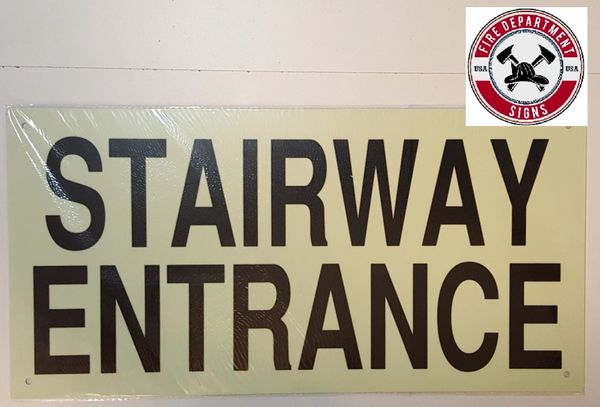 FIRE DEPARTMENT
USA USA
SIGNS
STAIRWAY
ENTRANCE